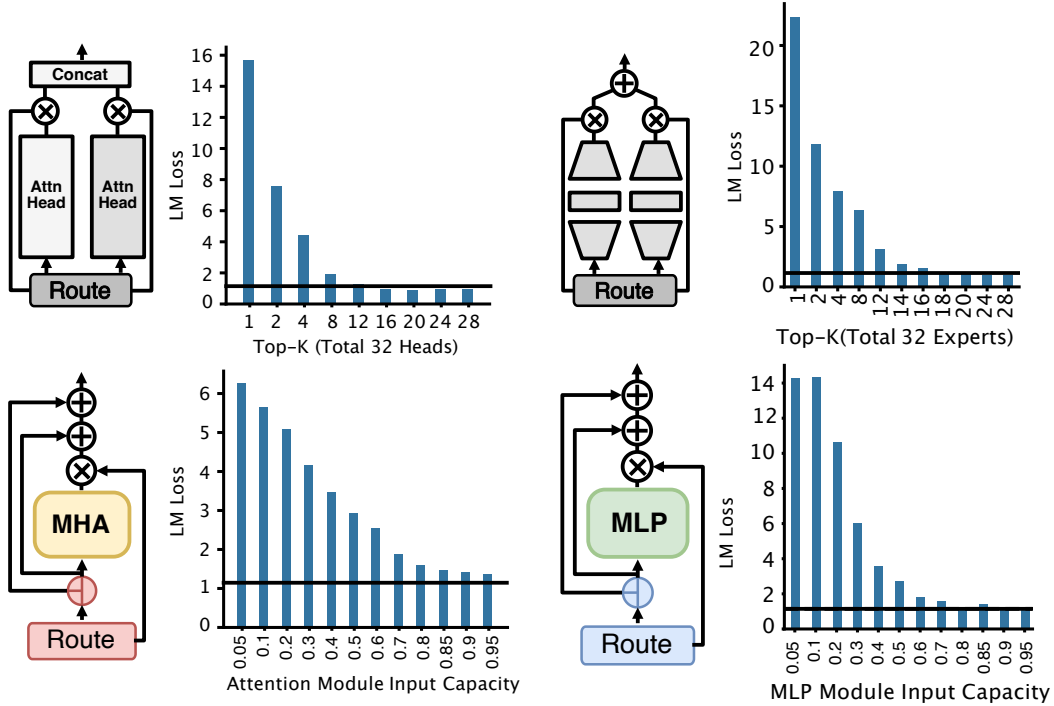 Concat
Attn
Head
Attn
Head
Route
LM Loss
16
14
12
10
8
6
4
2
0
1 2 4 8 12 16 20 24 28
Top-K (Total 32 Heads)
Route
LM Loss
20
15
10
5
0
1 2 4 8 12 14 16 18 20 24 28
Top-K(Total 32 Experts)
MHA
Route
LM Loss
6
5
4
3
2
1
0
0.05 0.1 0.2 0.3 0.4 0.5 0.6 0.7 0.8 0.85 0.9 0.95
Attention Module Input Capacity
MLP
Route
LM Loss
14
12
10
8
6
4
2
0
0.05 0.1 0.2 0.3 0.4 0.5 0.6 0.7 0.8 0.85 0.9 0.95
MLP Module Input Capacity